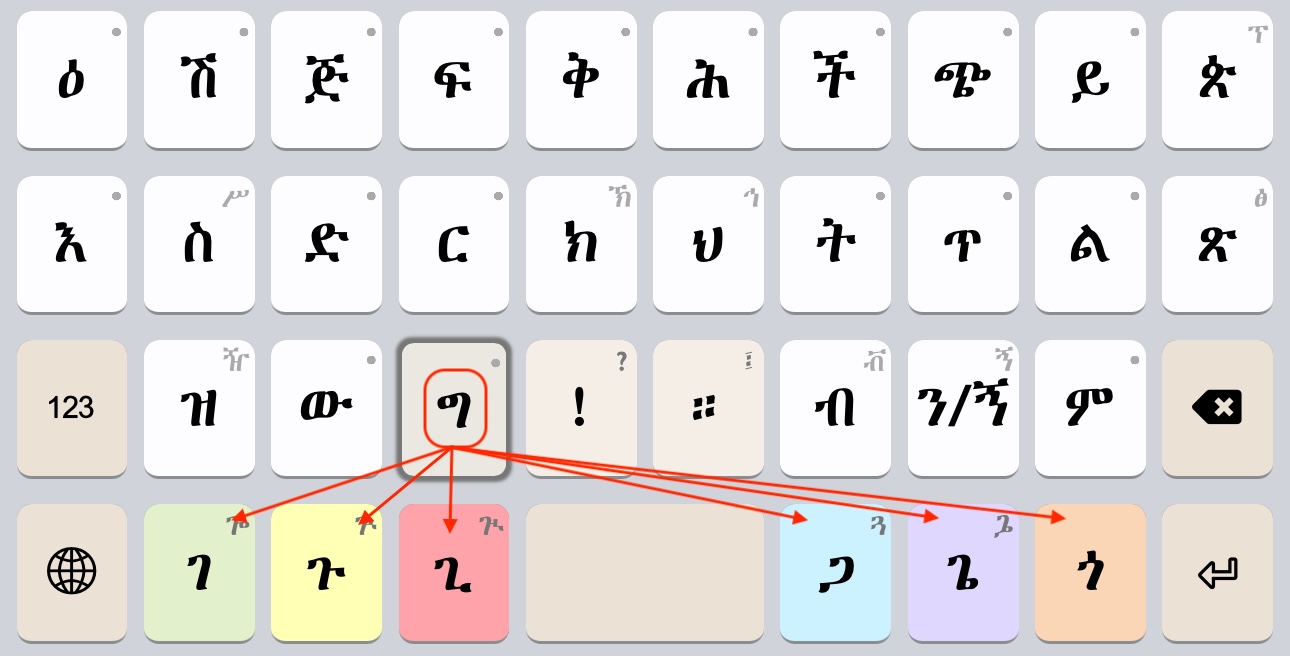 ዕ ሽ ጅ ፍ ቅ ሕ ች ጭ ይ ጵ ፕ
እ ስ ሥ ድ ር ክ ኽ ህ ኅ ት ጥ ል ጽ ፅ
123 ዝ ዥ ው ግ ! ? ። ፤ ብ ቭ ን/ኝ ኝ ም
ገ ጐ ጉ ጊ ጒ ጋ ጓ ጌ ጔ ጎ